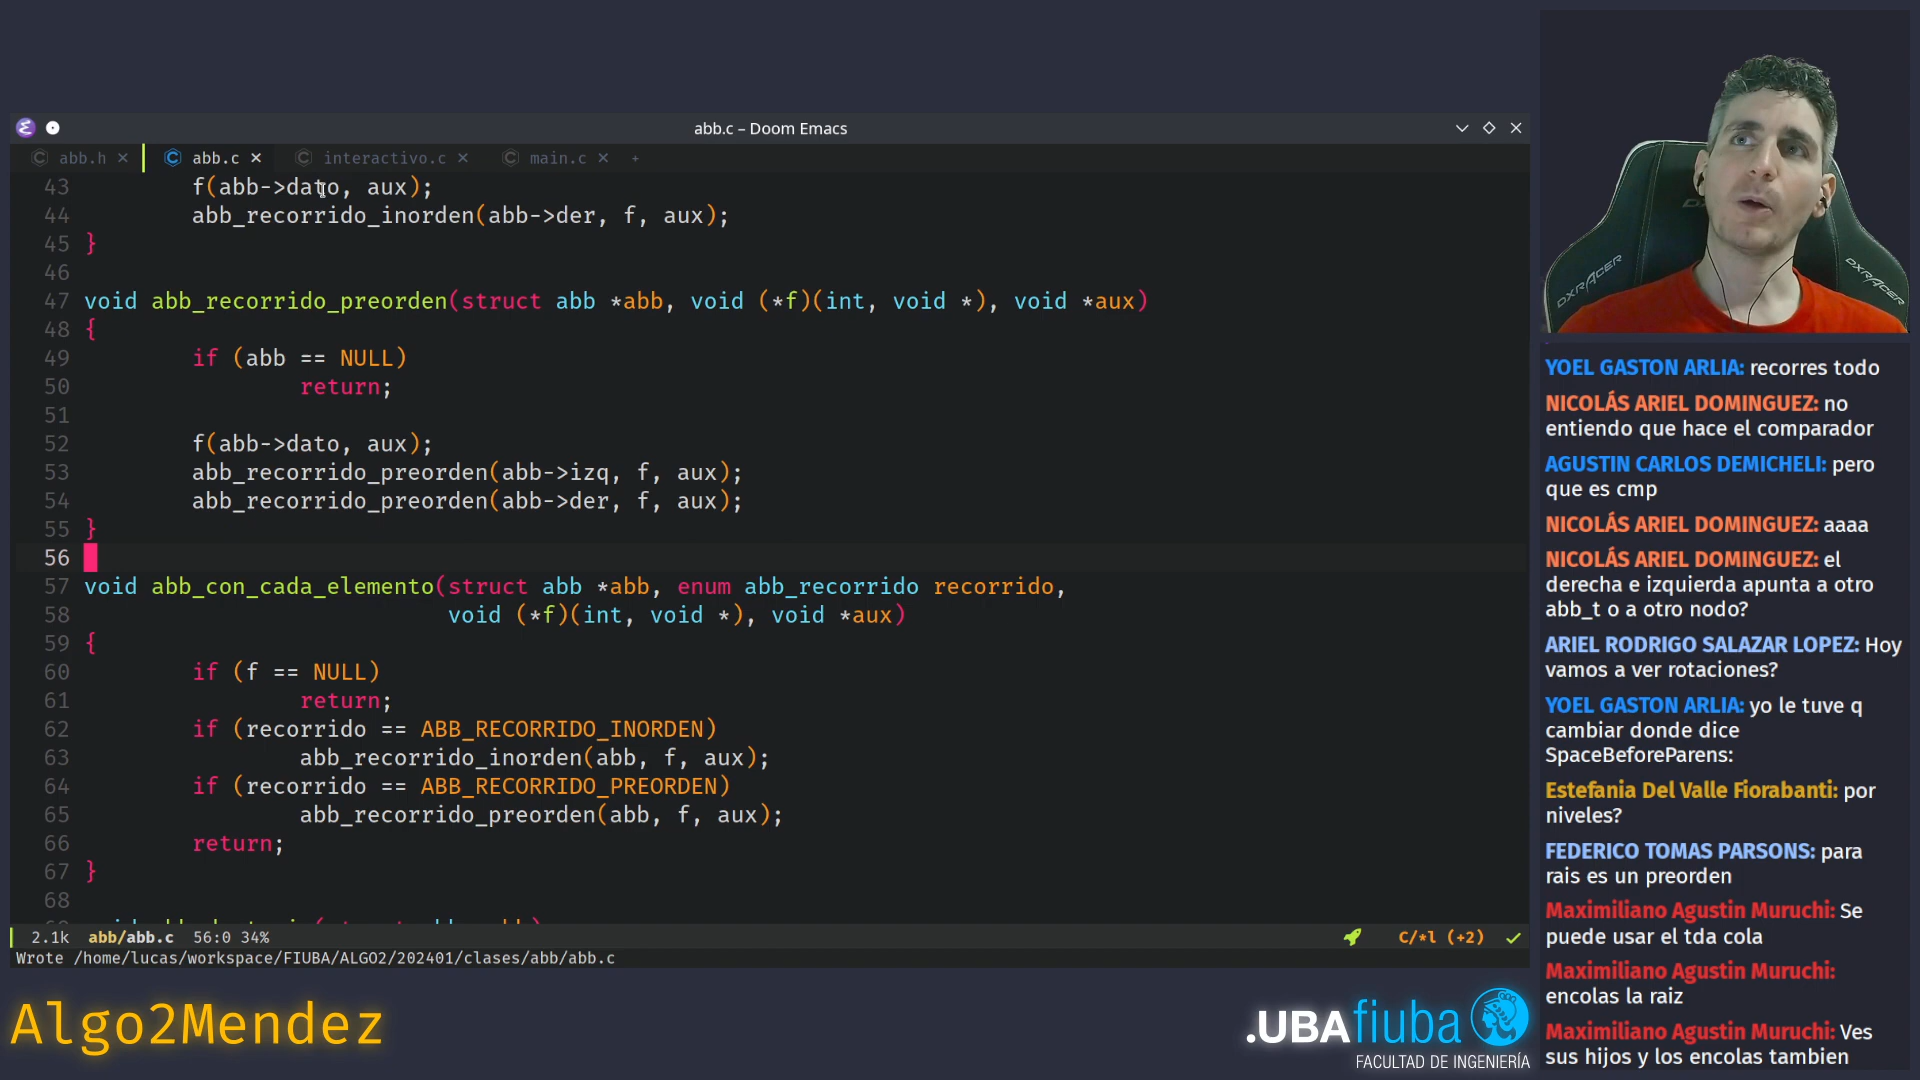 abb.c – Doom Emacs
abb.h × abb.c × interactivo.c × main.c × +
43 f(abb->dato, aux);
44 abb_recorrido_inorden(abb->der, f, aux);
45 }
46
47 void abb_recorrido_preorden(struct abb *abb, void (*f)(int, void *), void *aux)
48 {
49 if (abb == NULL)
50 return;
51
52 f(abb->dato, aux);
53 abb_recorrido_preorden(abb->izq, f, aux);
54 abb_recorrido_preorden(abb->der, f, aux);
55 }
56
57 void abb_con_cada_elemento(struct abb *abb, enum abb_recorrido recorrido,
58 void (*f)(int, void *), void *aux)
59 {
60 if (f == NULL)
61 return;
62 if (recorrido == ABB_RECORRIDO_INORDEN)
63 abb_recorrido_inorden(abb, f, aux);
64 if (recorrido == ABB_RECORRIDO_PREORDEN)
65 abb_recorrido_preorden(abb, f, aux);
66 return;
67 }
68
2.1k abb/abb.c 56:0 34% C/*l (+2)
Wrote /home/lucas/workspace/FIUBA/ALGO2/202401/clases/abb/abb.c
Algo2Mendez
.UBAfiuba
FACULTAD DE INGENIERÍA
DXRACER
DXRACER
YOEL GASTON ARLIA: recorres todo
NICOLÁS ARIEL DOMINGUEZ: no
entiendo que hace el comparador
AGUSTIN CARLOS DEMICHELI: pero
que es cmp
NICOLÁS ARIEL DOMINGUEZ: aaaa
NICOLÁS ARIEL DOMINGUEZ: el
derecha e izquierda apunta a otro
abb_t o a otro nodo?
ARIEL RODRIGO SALAZAR LOPEZ: Hoy
vamos a ver rotaciones?
YOEL GASTON ARLIA: yo le tuve q
cambiar donde dice
SpaceBeforeParens:
Estefania Del Valle Fiorabanti: por
niveles?
FEDERICO TOMAS PARSONS: para
rais es un preorden
Maximiliano Agustin Muruchi: Se
puede usar el tda cola
Maximiliano Agustin Muruchi:
encolas la raiz
Maximiliano Agustin Muruchi: Ves
sus hijos y los encolas tambien